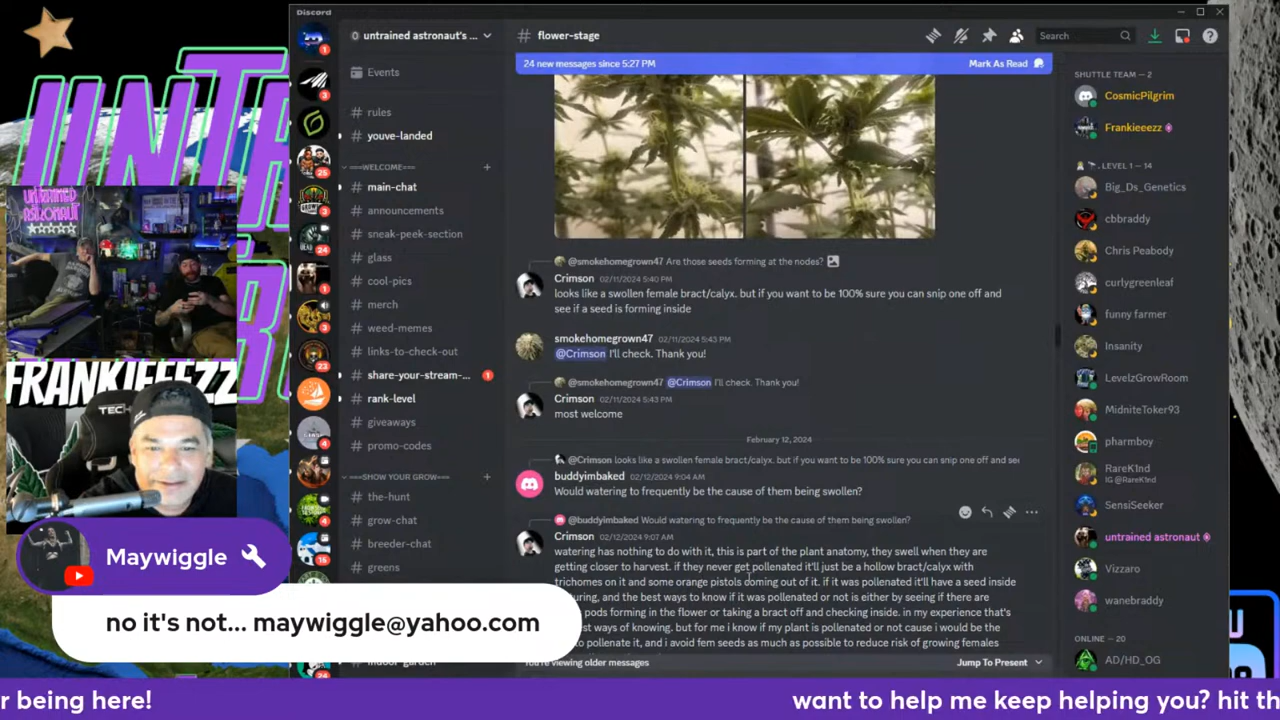 Discord
untrained astronaut's ...
# flower-stage
Search
24 new messages since 5:27 PM
Mark As Read
Events
# rules
# youve-landed
===WELCOME===
# main-chat
# announcements
# sneak-peek-section
# glass
# cool-pics
# merch
# weed-memes
# links-to-check-out
# share-your-stream-...
1
# rank-level
# giveaways
# promo-codes
===SHOW YOUR GROW===
# the-hunt
# grow-chat
# breeder-chat
# greens
@smokehomegrown47 Are those seeds forming at the nodes?
Crimson 02/11/2024 5:40 PM
looks like a swollen female bract/calyx. but if you want to be 100% sure you can snip one off and
see if a seed is forming inside
smokehomegrown47 02/11/2024 5:43 PM
@Crimson I'll check. Thank you!
@smokehomegrown47 @Crimson I'll check. Thank you!
Crimson 02/11/2024 5:43 PM
most welcome
February 12, 2024
@Crimson looks like a swollen female bract/calyx. but if you want to be 100% sure you can snip one off and see
buddyimbaked 02/12/2024 9:04 AM
Would watering to frequently be the cause of them being swollen?
@buddyimbaked Would watering to frequently be the cause of them being swollen?
Crimson 02/12/2024 9:07 AM
watering has nothing to do with it, this is part of the plant anatomy, they swell when they are
getting closer to harvest. if they never get pollenated it'll just be a hollow bract/calyx with
trichomes on it and some orange pistols coming out of it. if it was pollenated it'll have a seed inside
uring, and the best ways to know if it was pollenated or not is either by seeing if there are
pods forming in the flower or taking a bract off and checking inside. in my experience that's
st ways of knowing. but for me i know if my plant is pollenated or not cause i would be the
to pollenate it, and i avoid fem seeds as much as possible to reduce risk of growing females
You're viewing older messages
Jump To Present
SHUTTLE TEAM — 2
CosmicPilgrim
Frankieeezz
LEVEL 1 — 14
Big_Ds_Genetics
cbbraddy
Chris Peabody
curlygreenleaf
funny farmer
Insanity
LevelzGrowRoom
MidniteToker93
pharmboy
RareK1nd
IG @RareK1nd
SensiSeeker
untrained astronaut
Vizzaro
wanebraddy
ONLINE — 20
AD/HD_OG
UNTRAINED
ASTRONAUT
FRANKIEEEZZ
TECH
Maywiggle
no it's not... maywiggle@yahoo.com
r being here!
want to help me keep helping you? hit th